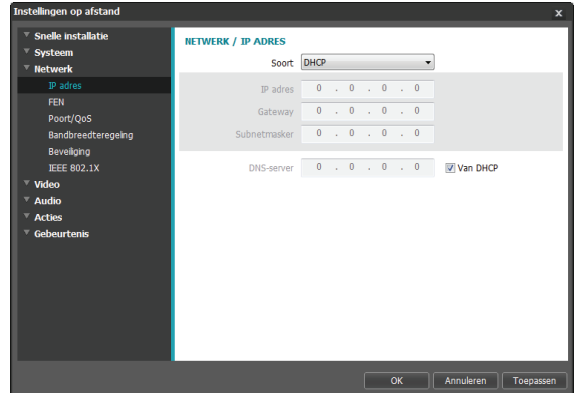 Instellingen op afstand
x
Snelle installatie
Systeem
Netwerk
IP adres
FEN
Poort/QoS
Bandbreedteregeling
Beveiliging
IEEE 802.1X
Video
Audio
Acties
Gebeurtenis
NETWERK / IP ADRES
Soort DHCP
IP adres 0 . 0 . 0 . 0
Gateway 0 . 0 . 0 . 0
Subnetmasker 0 . 0 . 0 . 0
DNS-server 0 . 0 . 0 . 0 Van DHCP
OK Annuleren Toepassen